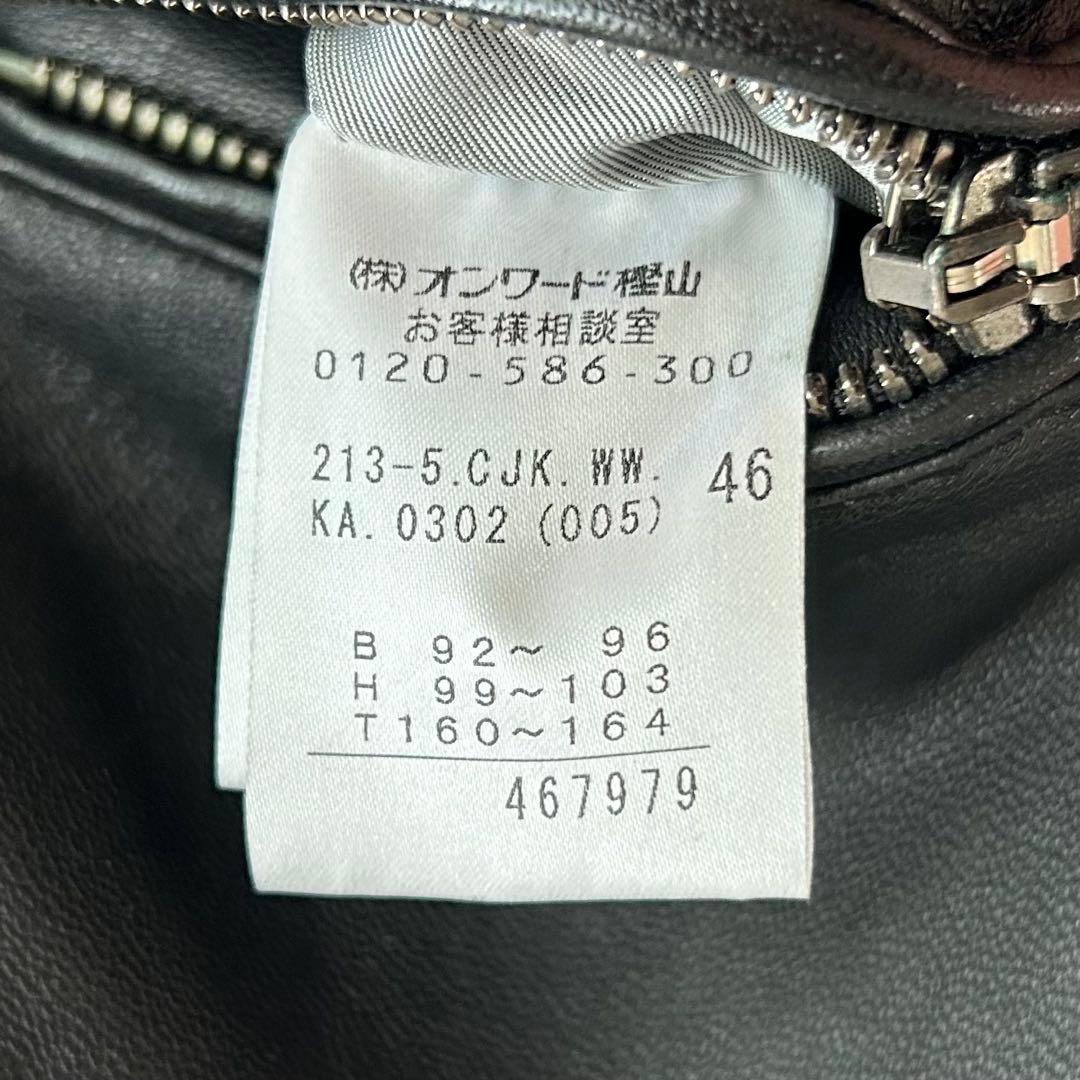 (株)オンワード樫山
お客様相談室
0120-586-300
213-5.CJK.WW. 46
KA.0302(005)
B 92～ 96
H 99～103
T160～164
467979